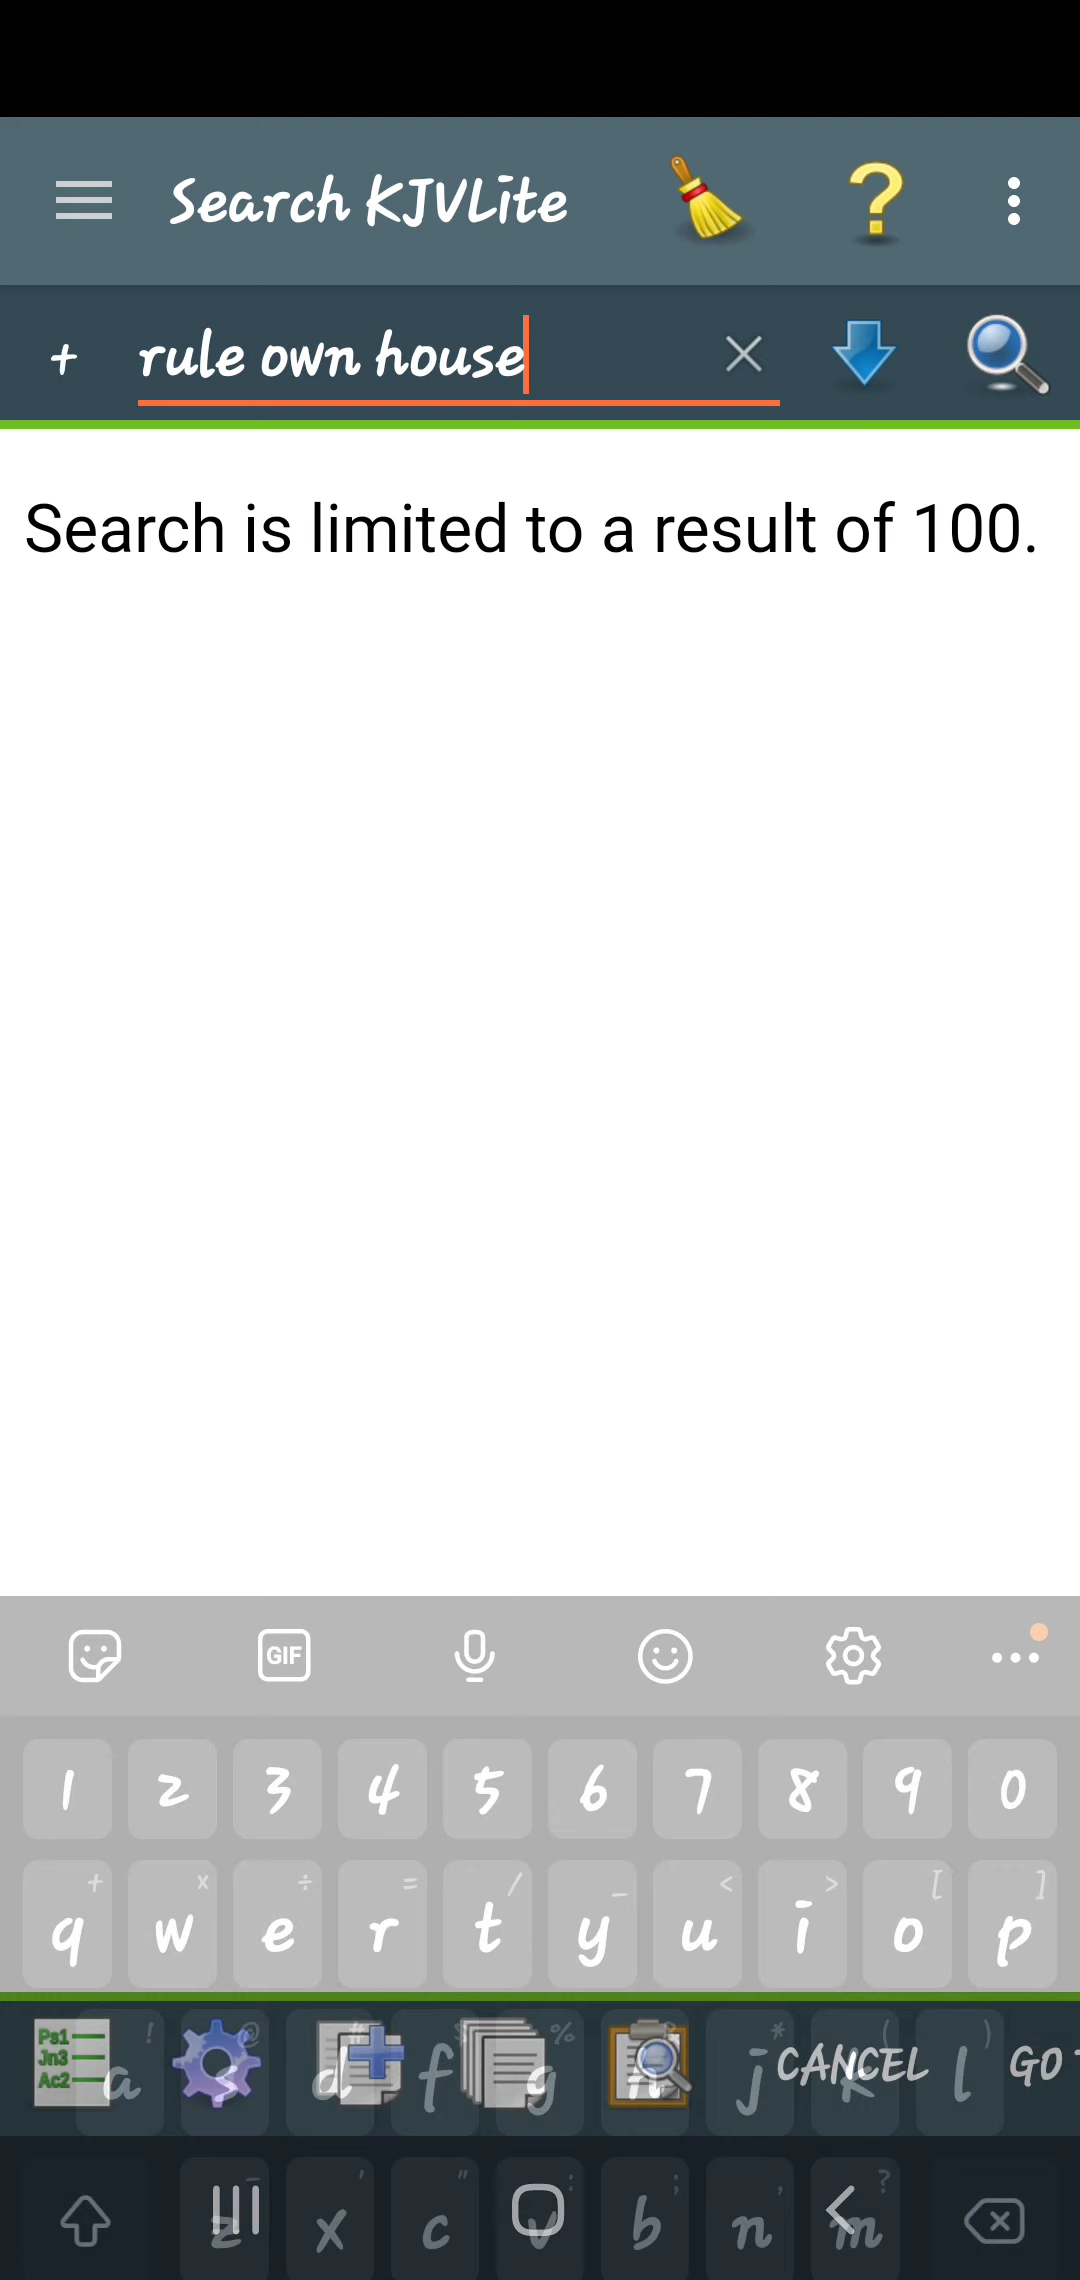 Search KJVLite
+ rule own house
Search is limited to a result of 100.
GIF
1 2 3 4 5 6 7 8 9 0
+ × ÷ = / _ < > [ ]
q w e r t y u i o p
Ps1
Jn3
Ac2
! @ # % * ( )
a s d f g h j k l
CANCEL GO
- ' " : ; , ?
z x c v b n m